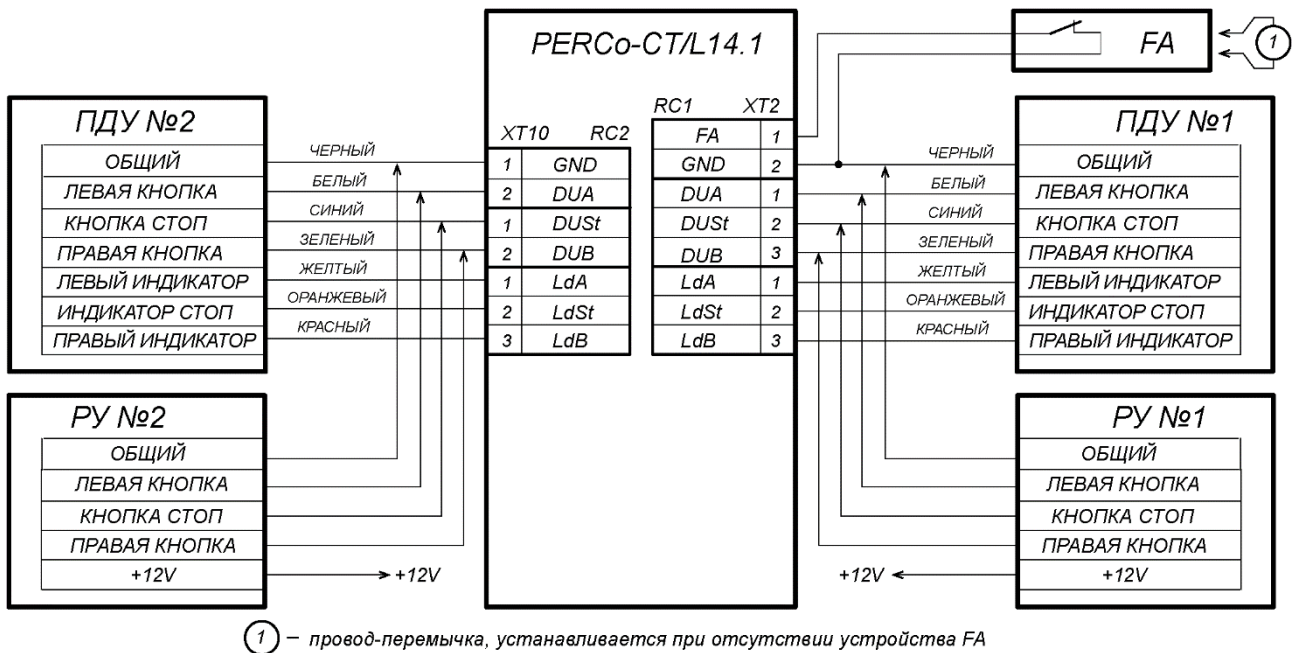 PERCo-CT/L14.1
FA
1
ПДУ №2
ОБЩИЙ
ЛЕВАЯ КНОПКА
КНОПКА СТОП
ПРАВАЯ КНОПКА
ЛЕВЫЙ ИНДИКАТОР
ИНДИКАТОР СТОП
ПРАВЫЙ ИНДИКАТОР
ЧЕРНЫЙ
БЕЛЫЙ
СИНИЙ
ЗЕЛЕНЫЙ
ЖЕЛТЫЙ
ОРАНЖЕВЫЙ
КРАСНЫЙ
XT10 RC2
1 GND
2 DUA
1 DUSt
2 DUB
1 LdA
2 LdSt
3 LdB
RC1 XT2
FA 1
GND 2
DUA 1
DUSt 2
DUB 3
LdA 1
LdSt 2
LdB 3
ЧЕРНЫЙ
БЕЛЫЙ
СИНИЙ
ЗЕЛЕНЫЙ
ЖЕЛТЫЙ
ОРАНЖЕВЫЙ
КРАСНЫЙ
ПДУ №1
ОБЩИЙ
ЛЕВАЯ КНОПКА
КНОПКА СТОП
ПРАВАЯ КНОПКА
ЛЕВЫЙ ИНДИКАТОР
ИНДИКАТОР СТОП
ПРАВЫЙ ИНДИКАТОР
РУ №2
ОБЩИЙ
ЛЕВАЯ КНОПКА
КНОПКА СТОП
ПРАВАЯ КНОПКА
+12V
+12V
РУ №1
ОБЩИЙ
ЛЕВАЯ КНОПКА
КНОПКА СТОП
ПРАВАЯ КНОПКА
+12V
+12V
1 – провод-перемычка, устанавливается при отсутствии устройства FA